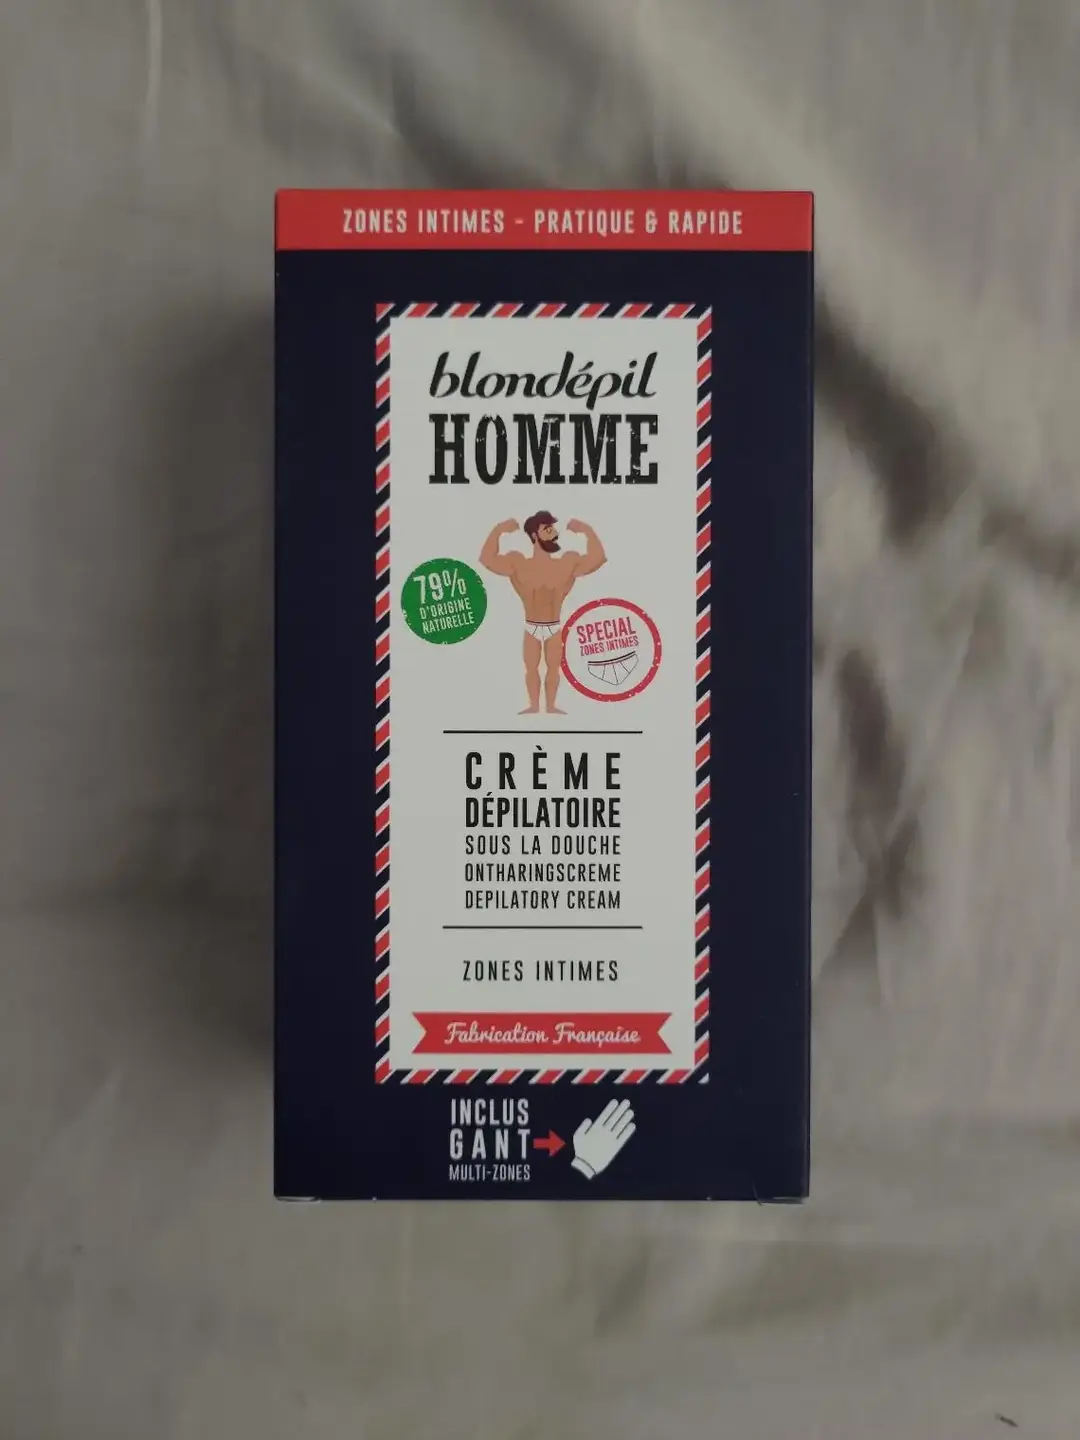 ZONES INTIMES - PRATIQUE & RAPIDE
blondépil
HOMME
79%
D'ORIGINE
NATURELLE
SPECIAL
ZONES INTIMES
CRÈME
DÉPILATOIRE
SOUS LA DOUCHE
ONTHARINGSCREME
DEPILATORY CREAM
ZONES INTIMES
Fabrication Française
INCLUS
GANT
MULTI-ZONES